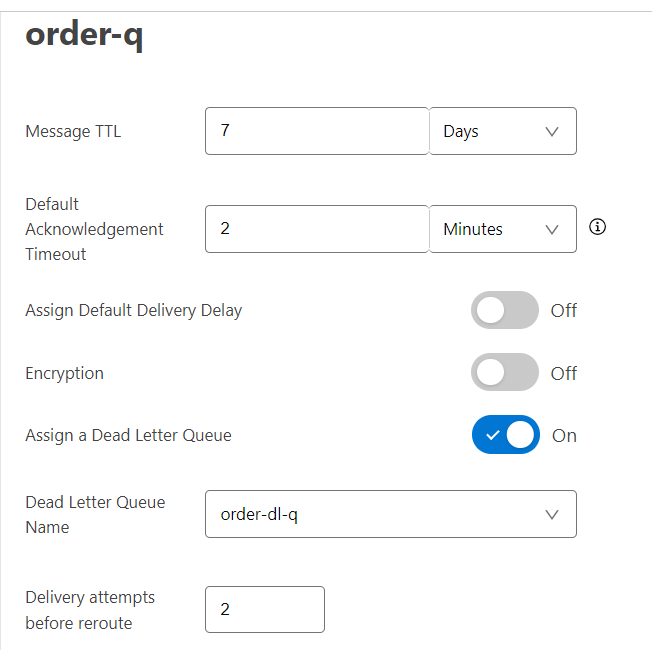 order-q
Message TTL
7
Days
Default
Acknowledgement
Timeout
2
Minutes
Assign Default Delivery Delay
Off
Encryption
Off
Assign a Dead Letter Queue
On
Dead Letter Queue
Name
order-dl-q
Delivery attempts
before reroute
2